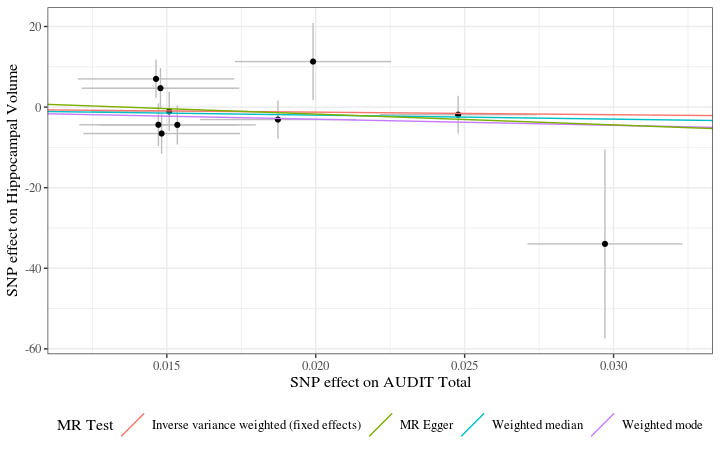 SNP effect on Hippocampal Volume
20
0
-20
-40
-60
0.015 0.020 0.025 0.030
SNP effect on AUDIT Total
MR Test Inverse variance weighted (fixed effects) MR Egger Weighted median Weighted mode